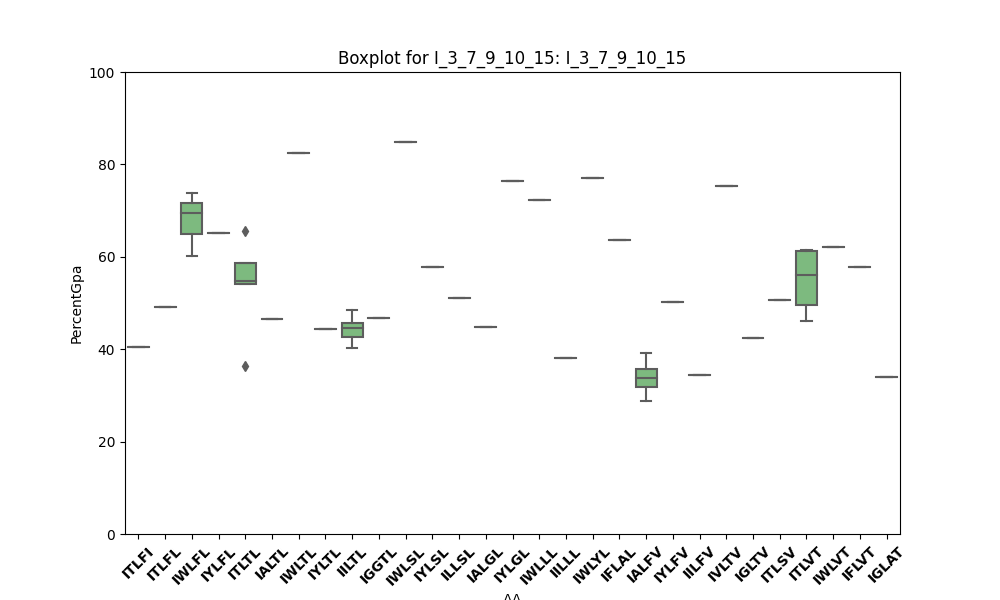 Boxplot for I_3_7_9_10_15: I_3_7_9_10_15
PercentGpa
100
80
60
40
20
0
ITLFI
ITLFL
IWLFL
IYLFL
ITLTL
IALTL
IWLTL
IYLTL
IILTL
IGGTL
IWLSL
IYLSL
ILLSL
IALGL
IYLGL
IWLLL
IILLL
IWLYL
IFLAL
IALFV
IYLFV
IILFV
IVLTV
IGLTV
ITLSV
ITLVT
IWLVT
IFLVT
IGLAT
AA